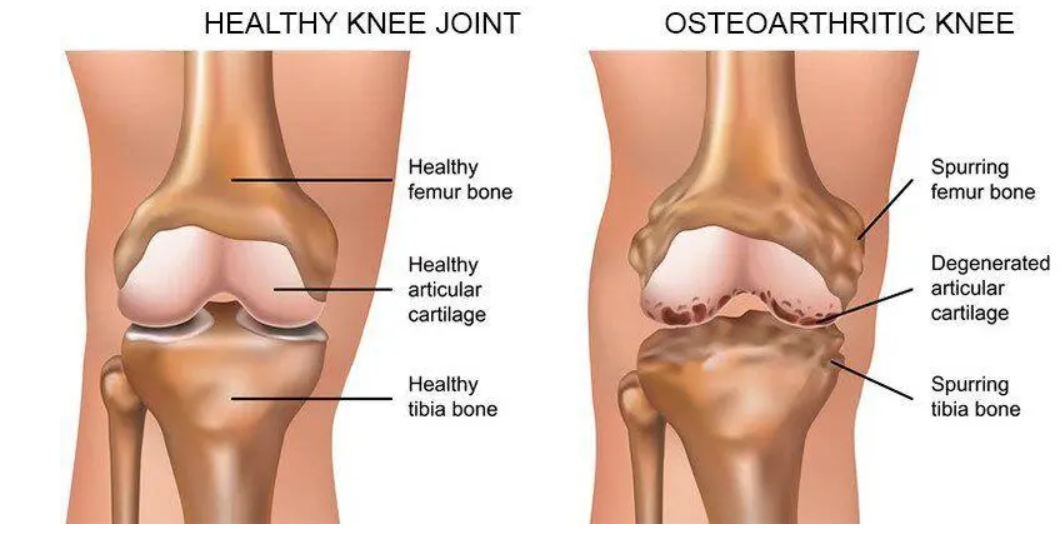 HEALTHY KNEE JOINT
Healthy
femur bone
Healthy
articular
cartilage
Healthy
tibia bone
OSTEOARTHRITIC KNEE
Spurring
femur bone
Degenerated
articular
cartilage
Spurring
tibia bone